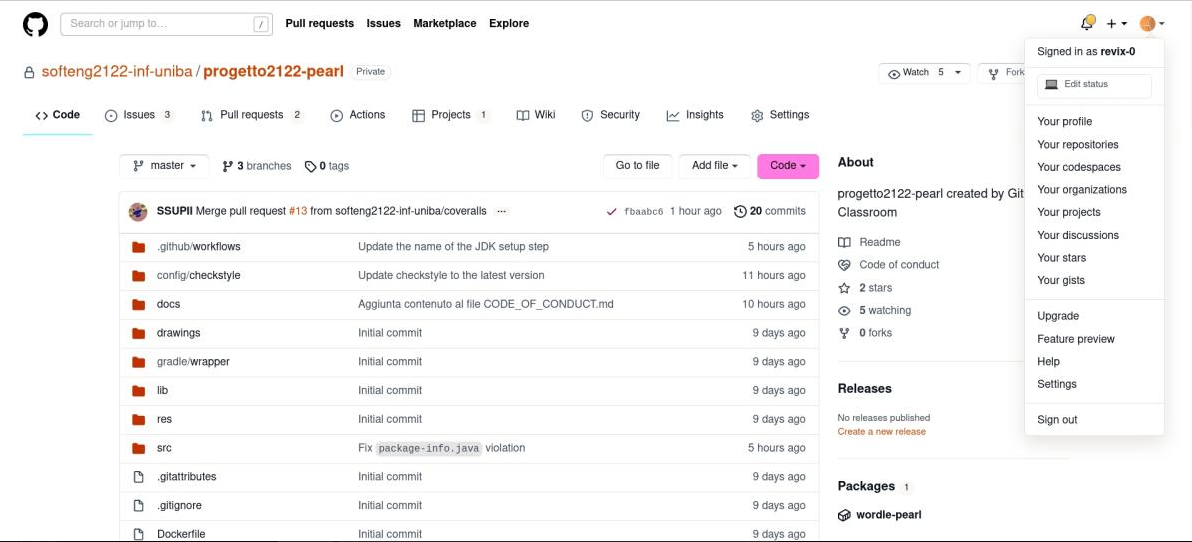 Search or jump to… /
Pull requests Issues Marketplace Explore
Signed in as revix-0
Edit status
Your profile
Your repositories
Your codespaces
Your organizations
Your projects
Your discussions
Your stars
Your gists
Upgrade
Feature preview
Help
Settings
Sign out
softeng2122-inf-uniba / progetto2122-pearl Private
Watch 5
Fork
Code Issues 3 Pull requests 2 Actions Projects 1 Wiki Security Insights Settings
master 3 branches 0 tags Go to file Add file Code
SSUPII Merge pull request #13 from softeng2122-inf-uniba/coveralls ... fbaabc6 1 hour ago 20 commits
.github/workflows Update the name of the JDK setup step 5 hours ago
config/checkstyle Update checkstyle to the latest version 11 hours ago
docs Aggiunta contenuto al file CODE_OF_CONDUCT.md 10 hours ago
drawings Initial commit 9 days ago
gradle/wrapper Initial commit 9 days ago
lib Initial commit 9 days ago
res Initial commit 9 days ago
src Fix package-info.java violation 5 hours ago
.gitattributes Initial commit 9 days ago
.gitignore Initial commit 9 days ago
Dockerfile Initial commit 9 days ago
About
progetto2122-pearl created by Git
Classroom
Readme
Code of conduct
2 stars
5 watching
0 forks
Releases
No releases published
Create a new release
Packages 1
wordle-pearl